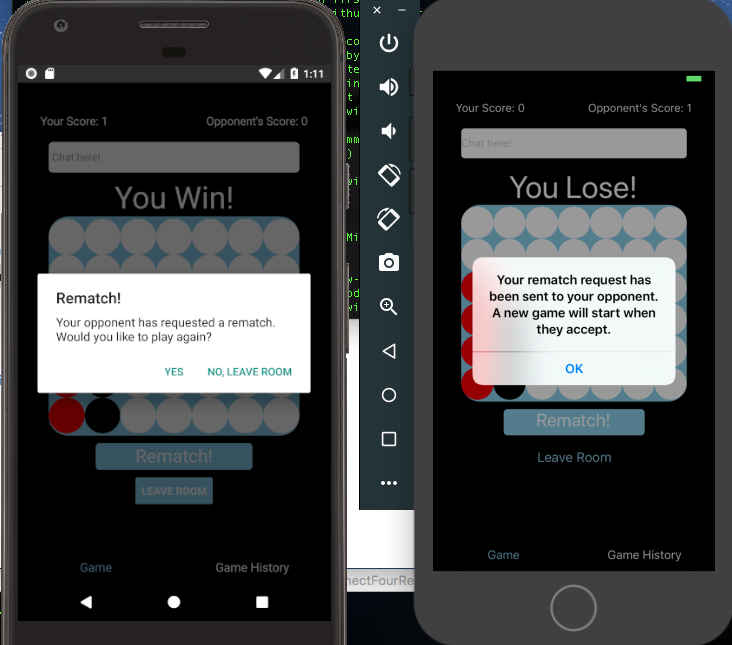 1:11
Your Score: 1
Opponent's Score: 0
Chat here!
You Win!
Rematch!
Your opponent has requested a rematch.
Would you like to play again?
YES
NO, LEAVE ROOM
Rematch!
LEAVE ROOM
Game
Game History
Your Score: 0
Opponent's Score: 1
Chat here!
You Lose!
Your rematch request has
been sent to your opponent.
A new game will start when
they accept.
OK
Rematch!
Leave Room
Game
Game History